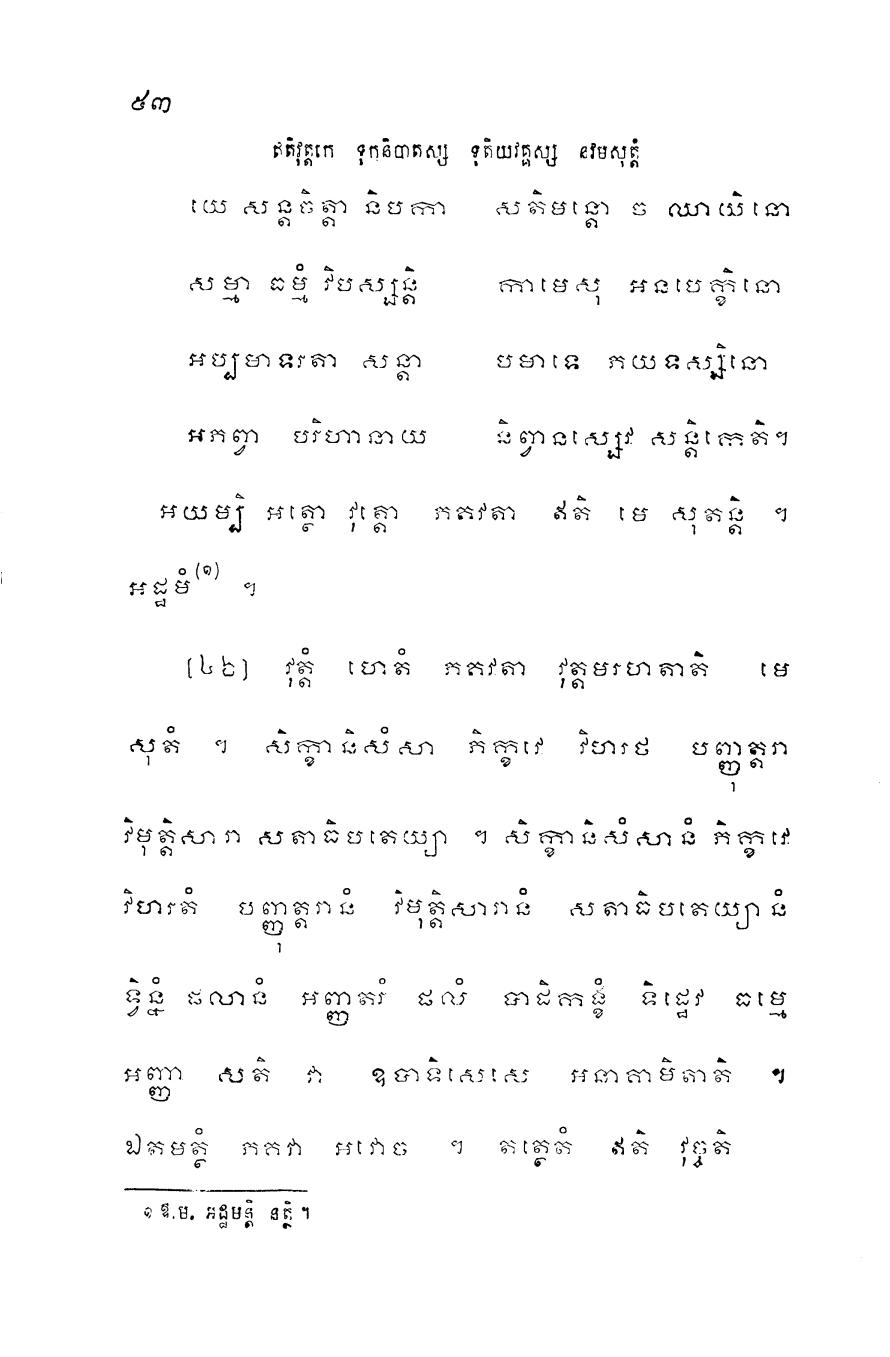 ៥៣
ឥតិវុត្តកេ ទុកនិបាតស្ស ទុតិយវគ្គស្ស នវមសុត្តំ
យេ សន្តចិត្តា និបកា សតិមន្តោ ច ឈាយិនោ
សម្មា ធម្មំ វិបស្សន្តិ កាមេសុ អនបេក្ខិនោ
អប្បមាទរតា សន្តា បមាទេ ភយទស្សិនោ
អភព្វា បរិហានាយ និព្វានស្សេវ សន្តិកេតិ។
អយម្បិ អត្ថោ វុត្តោ ភគវតា ឥតិ មេ សុតន្តិ ។
អដ្ឋមំ(១) ។
[៤៦] វុត្តំ ហេតំ ភគវតា វុត្តមរហតាតិ មេ
សុតំ ។ សិក្ខានិសំសា ភិក្ខវេ វិហរថ បញ្ញុត្តរា
វិមុត្តិសារា សតាធិបតេយ្យា ។ សិក្ខានិសំសានំ ភិក្ខវេ
វិហរតំ បញ្ញុត្តរានំ វិមុត្តិសារានំ សតាធិបតេយ្យានំ
ទ្វិន្នំ ផលានំ អញ្ញតរំ ផលំ បាដិកង្ខំ ទិដ្ឋេវ ធម្មេ
អញ្ញា សតិ វា ឧបាទិសេសេ អនាគាមិតាតិ ។
ឯតមត្ថំ ភគវា អវោច ។ តត្ថេតំ ឥតិ វុច្ចតិ
១ ឱ.ម. អដ្ឋមន្តិ នត្ថិ ។